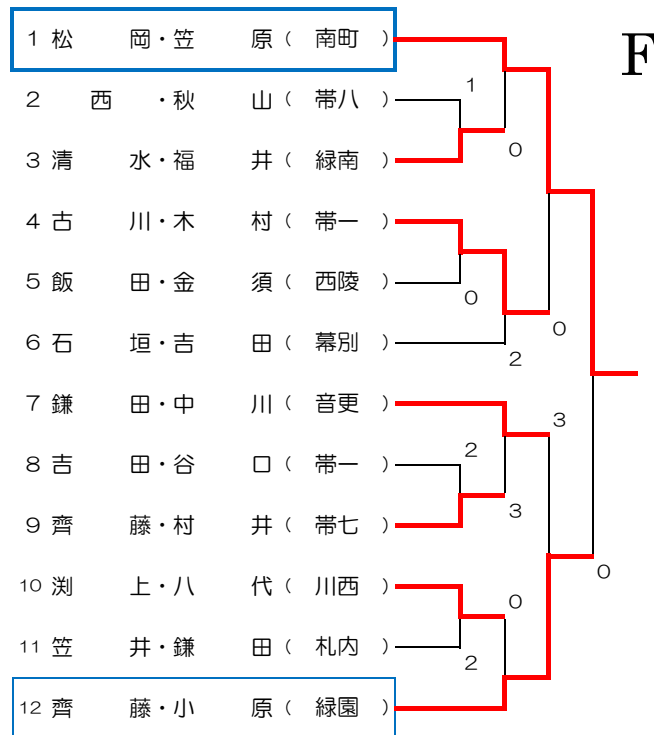 F
1 松 岡・笠 原（ 南町 ）
1
2 西 ・秋 山（ 帯八 ）
3 清 水・福 井（ 緑南 ）
0
4 古 川・木 村（ 帯一 ）
5 飯 田・金 須（ 西陵 ）
0
0
6 石 垣・吉 田（ 幕別 ）
2
7 鎌 田・中 川（ 音更 ）
3
2
8 吉 田・谷 口（ 帯一 ）
3
9 齊 藤・村 井（ 帯七 ）
0
10 渕 上・八 代（ 川西 ）
0
11 笠 井・鎌 田（ 札内 ）
2
12 齊 藤・小 原（ 緑園 ）